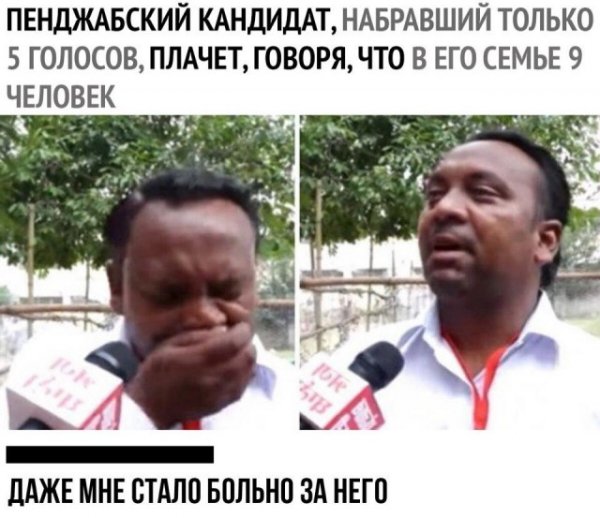 ПЕНДЖАБСКИЙ КАНДИДАТ, НАБРАВШИЙ ТОЛЬКО
5 ГОЛОСОВ, ПЛАЧЕТ, ГОВОРЯ, ЧТО В ЕГО СЕМЬЕ 9
ЧЕЛОВЕК
ДАЖЕ МНЕ СТАЛО БОЛЬНО ЗА НЕГО